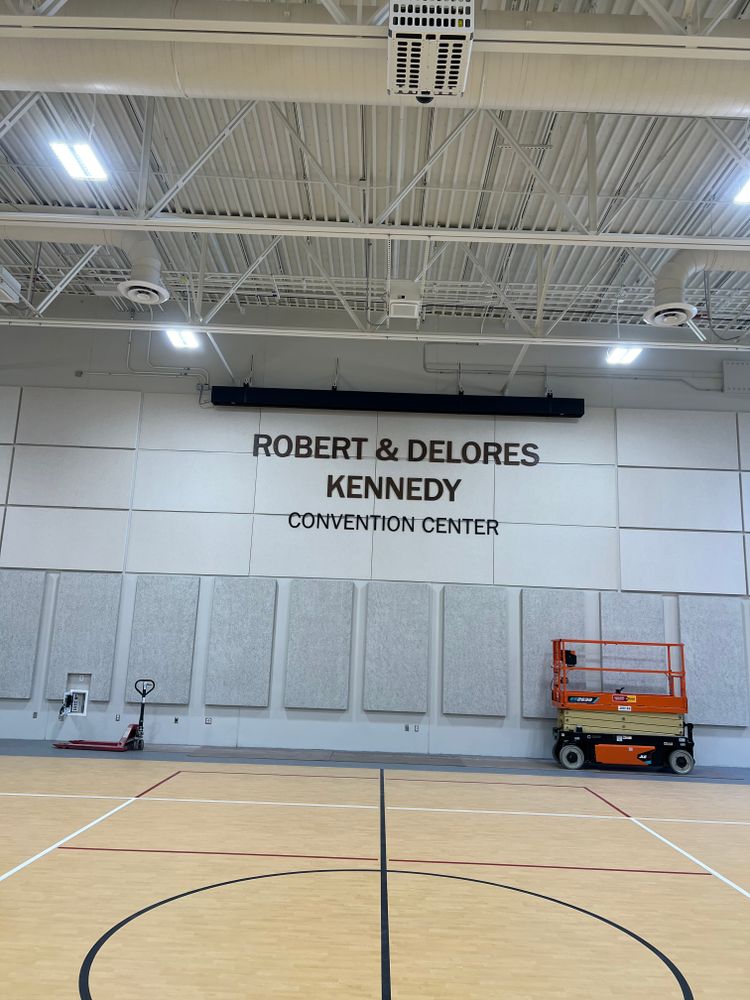 ROBERT & DELORES
KENNEDY
CONVENTION CENTER